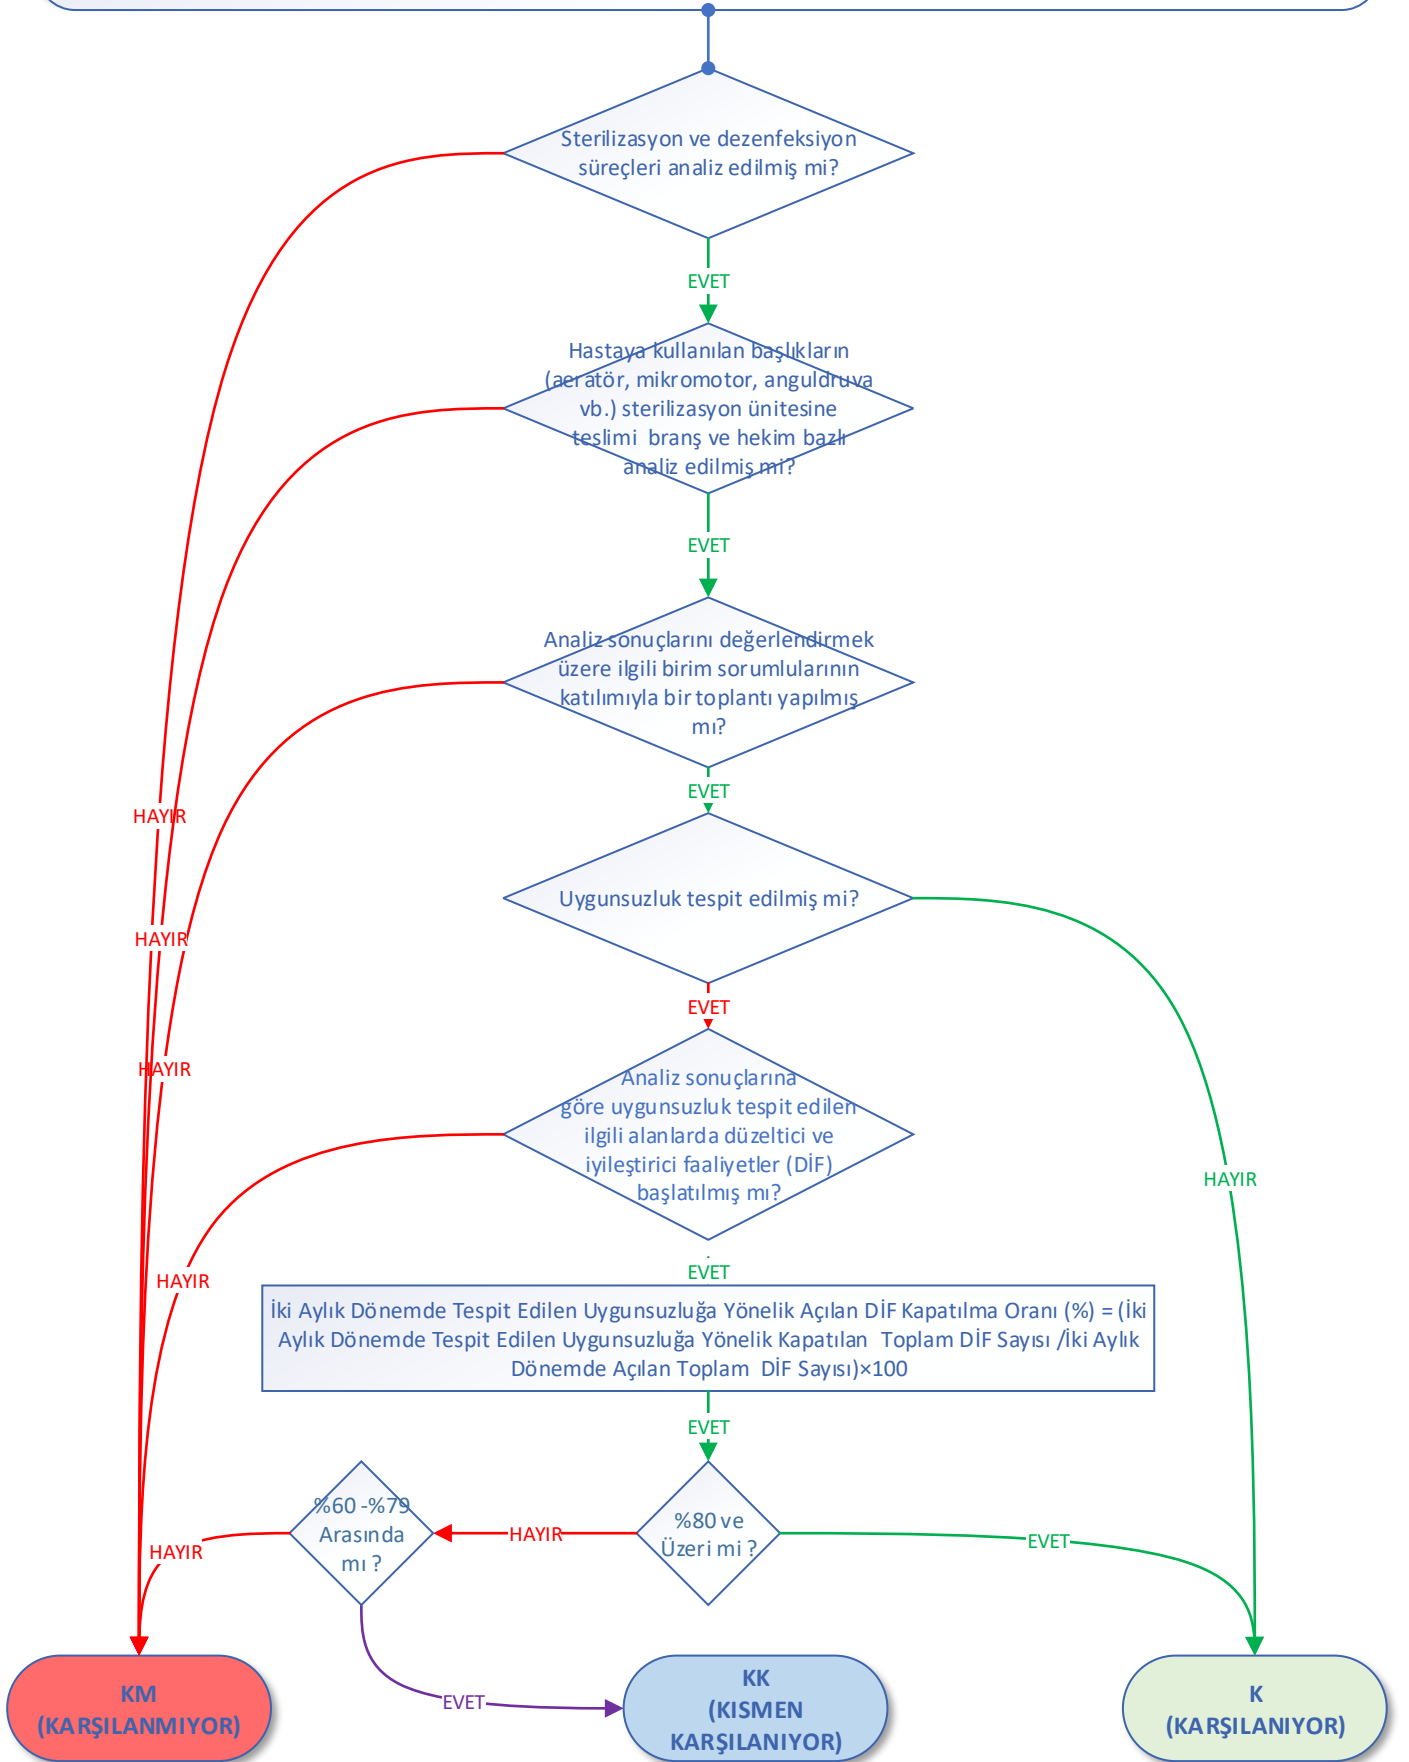 Sterilizasyon ve dezenfeksiyon
süreçleri analiz edilmiş mi?
EVET
Hastaya kullanılan başlıkların
(aeratör, mikromotor, anguldruva
vb.) sterilizasyon ünitesine
teslimi branş ve hekim bazlı
analiz edilmiş mi?
EVET
Analiz sonuçlarını değerlendirmek
üzere ilgili birim sorumlularının
katılımıyla bir toplantı yapılmış
mı?
EVET
HAYIR
Uygunsuzluk tespit edilmiş mi?
HAYIR
EVET
HAYIR
Analiz sonuçlarına
göre uygunsuzluk tespit edilen
ilgili alanlarda düzeltici ve
iyileştirici faaliyetler (DİF)
başlatılmış mı?
HAYIR
EVET
HAYIR
İki Aylık Dönemde Tespit Edilen Uygunsuzluğa Yönelik Açılan DİF Kapatılma Oranı (%) = (İki
Aylık Dönemde Tespit Edilen Uygunsuzluğa Yönelik Kapatılan Toplam DİF Sayısı /İki Aylık
Dönemde Açılan Toplam DİF Sayısı)×100
EVET
%60 -%79
Arasında
mı ?
HAYIR
%80 ve
Üzeri mi ?
EVET
HAYIR
EVET
KM
(KARŞILANMIYOR)
KK
(KISMEN
KARŞILANIYOR)
K
(KARŞILANIYOR)